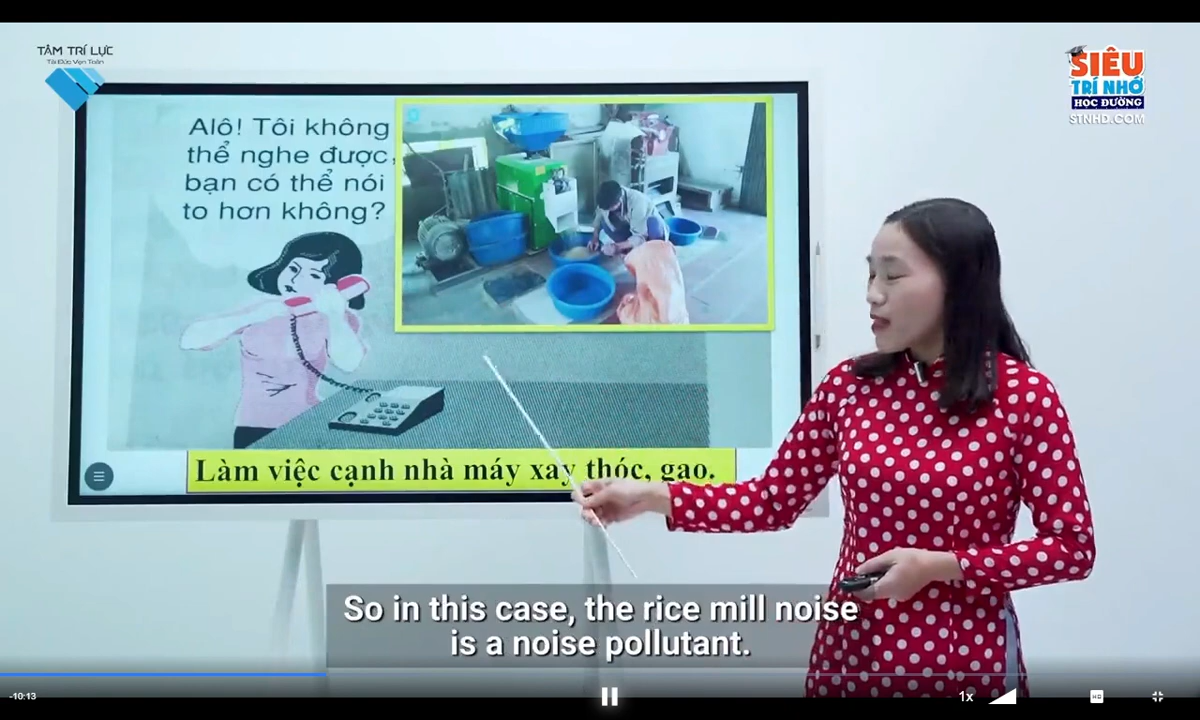 TÂM TRÍ LỰC
Tài Đức Vẹn Toàn
SIÊU
TRÍ NHỚ
HỌC ĐƯỜNG
STNHD.COM
Alô! Tôi không
thể nghe được,
bạn có thể nói
to hơn không?
Làm việc cạnh nhà máy xay thóc, gạo.
So in this case, the rice mill noise
is a noise pollutant.
-10:13
1x
HD